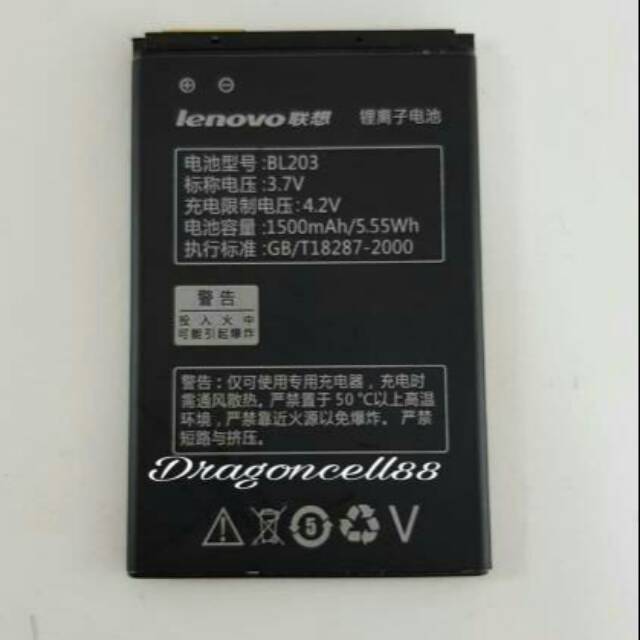 ⊕ ⊖
lenovo联想 锂离子电池
电池型号:BL203
标称电压:3.7V
充电限制电压:4.2V
电池容量:1500mAh/5.55Wh
执行标准:GB/T18287-2000
警告
投入火中
可能引起爆炸
警告:仅可使用专用充电器，充电时
需通风散热。严禁置于50℃以上高温
环境，严禁靠近火源以免爆炸。严禁
短路与挤压。
Dragoncell88
5 V